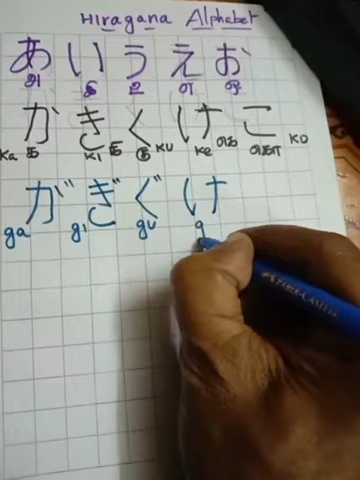 Hiragana Alphabet
あ い う え お
அ இ உ எ ஒ
か き く け こ
ka க ki கி கு ku ke கெ கொ ko
が ぎ ぐ け
ga gi gu g